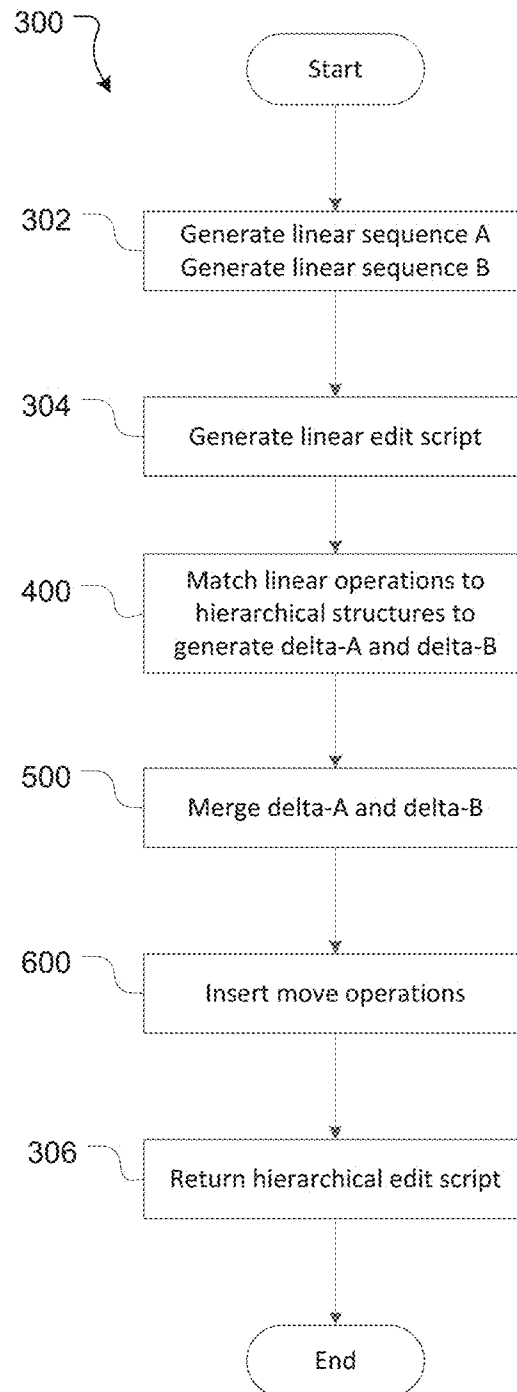 300
Start
302
Generate linear sequence A
Generate linear sequence B
304
Generate linear edit script
400
Match linear operations to
hierarchical structures to
generate delta-A and delta-B
500
Merge delta-A and delta-B
600
Insert move operations
306
Return hierarchical edit script
End